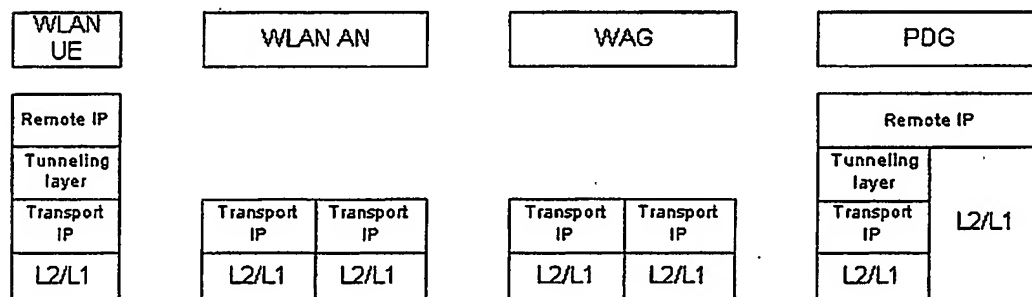 WLAN
UE
WLAN AN
WAG
PDG
Remote IP
Remote IP
Tunneling
layer
Tunneling
layer
L2/L1
Transport
IP
Transport
IP
Transport
IP
Transport
IP
Transport
IP
Transport
IP
L2/L1
L2/L1
L2/L1
L2/L1
L2/L1
L2/L1